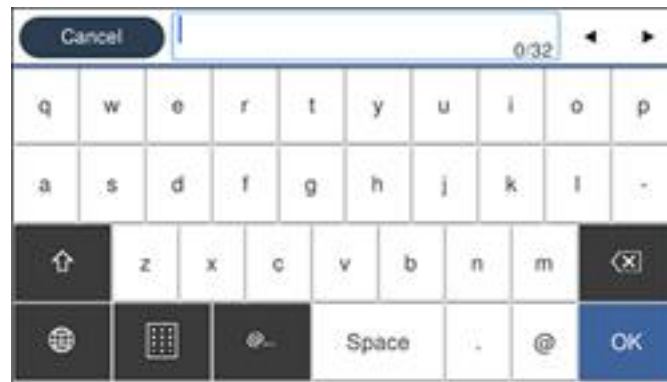 Cancel 0/32
q w e r t y u i o p
a s d f g h j k l -
z x c v b n m
@... Space . @ OK